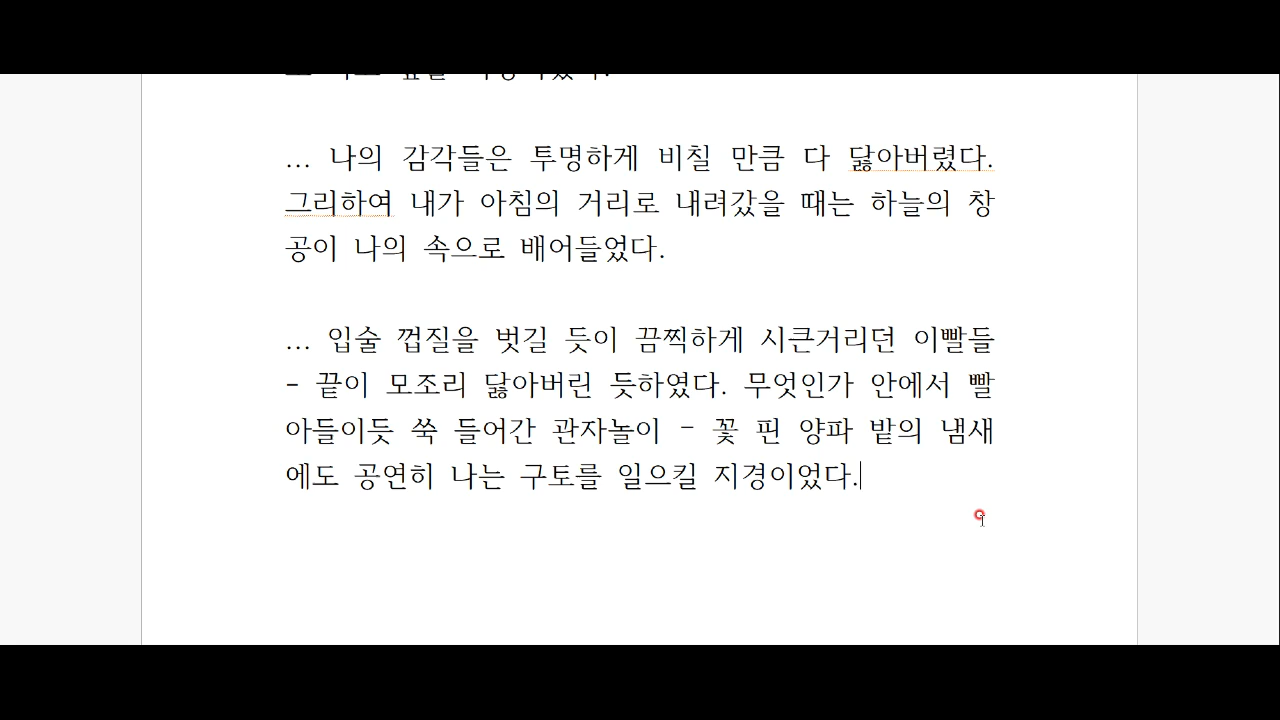 … 나의 감각들은 투명하게 비칠 만큼 다 닳아버렸다.
그리하여 내가 아침의 거리로 내려갔을 때는 하늘의 창
공이 나의 속으로 배어들었다.
… 입술 껍질을 벗길 듯이 끔찍하게 시큰거리던 이빨들
- 끝이 모조리 닳아버린 듯하였다. 무엇인가 안에서 빨
아들이듯 쑥 들어간 관자놀이 - 꽃 핀 양파 밭의 냄새
에도 공연히 나는 구토를 일으킬 지경이었다.